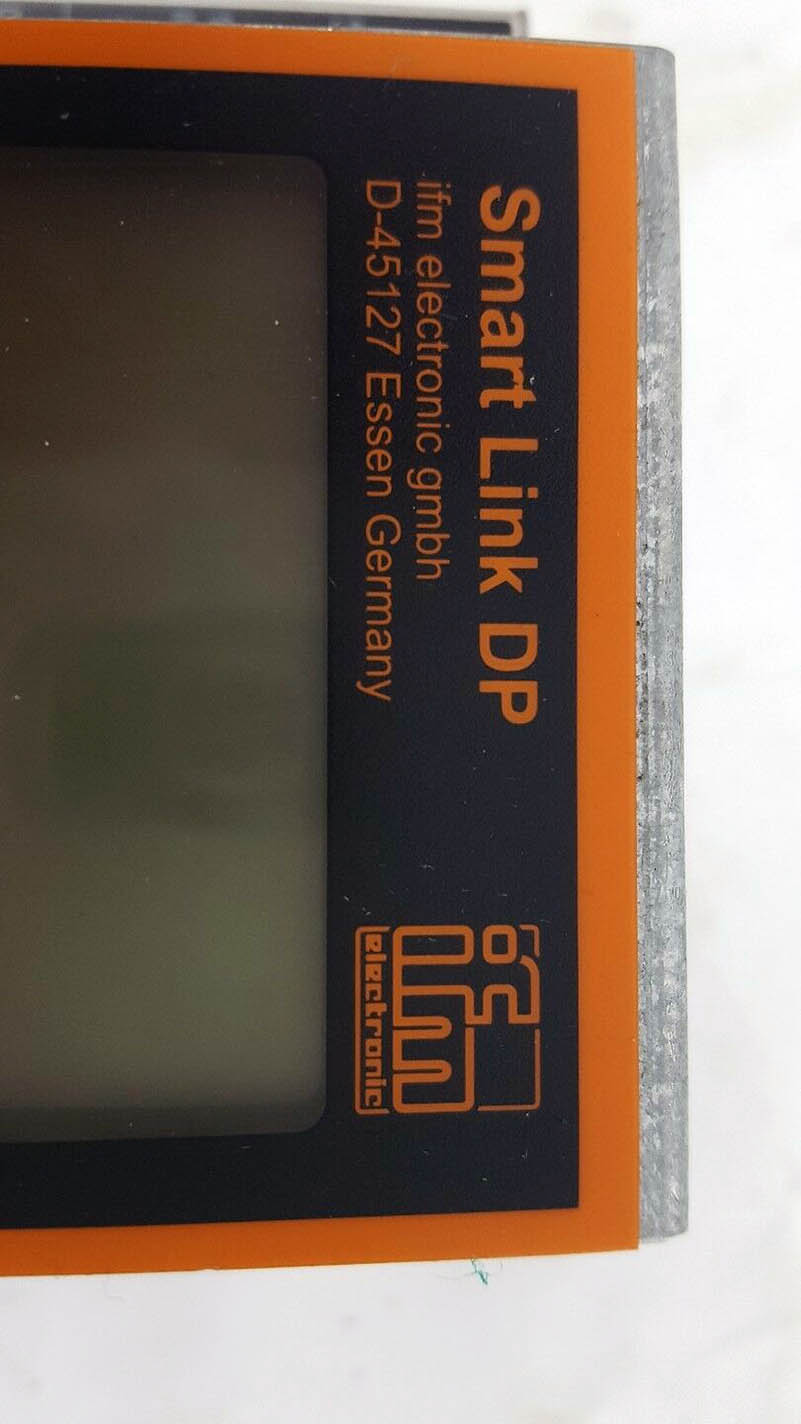 Smart Link DP
ifm electronic gmbh
D-45127 Essen Germany
ifm
electronic